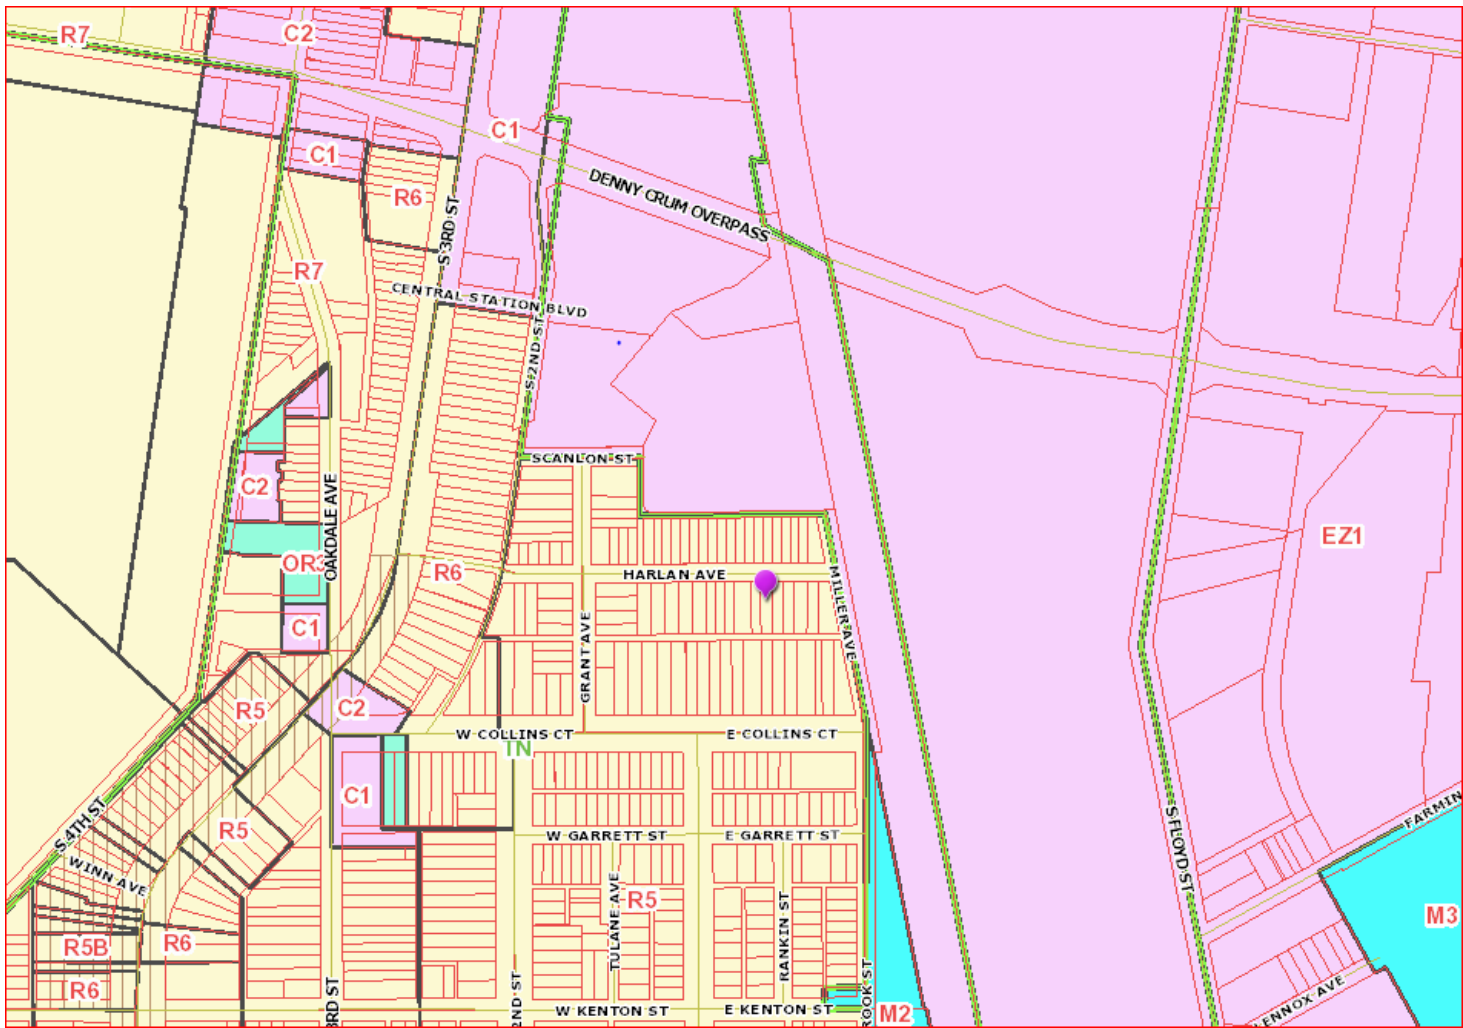 R7
C2
C1
C1
R6
DENNY CRUM OVERPASS
S 3RD ST
R7
CENTRAL STATION BLVD
S 2ND ST
SCANLON ST
C2
OAKDALE AVE
EZ1
OR3
R6
HARLAN AVE
MILLER AVE
C1
GRANT AVE
R5
C2
W COLLINS CT
E COLLINS CT
TN
C1
S 4TH ST
R5
W GARRETT ST
E GARRETT ST
S FLOYD ST
FARMIN
WINN AVE
TULANE AVE
R5
RANKIN ST
M3
R5B
R6
R6
3RD ST
2ND ST
W KENTON ST
E KENTON ST
ROOK ST
M2
LENNOX AVE